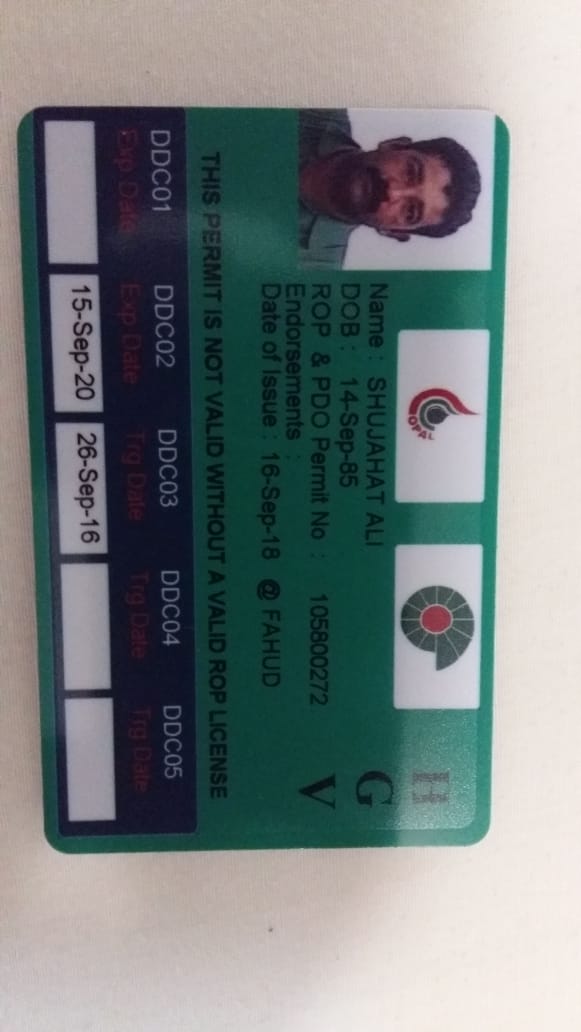 OPAL
H
G
V
Name : SHUJAHAT ALI
DOB : 14-Sep-85
ROP & PDO Permit No : 105800272
Endorsements :
Date of Issue : 16-Sep-18 @ FAHUD
THIS PERMIT IS NOT VALID WITHOUT A VALID ROP LICENSE
DDC01 DDC02 DDC03 DDC04 DDC05
Exp Date Exp Date Trg Date Trg Date Trg Date
15-Sep-20 26-Sep-16